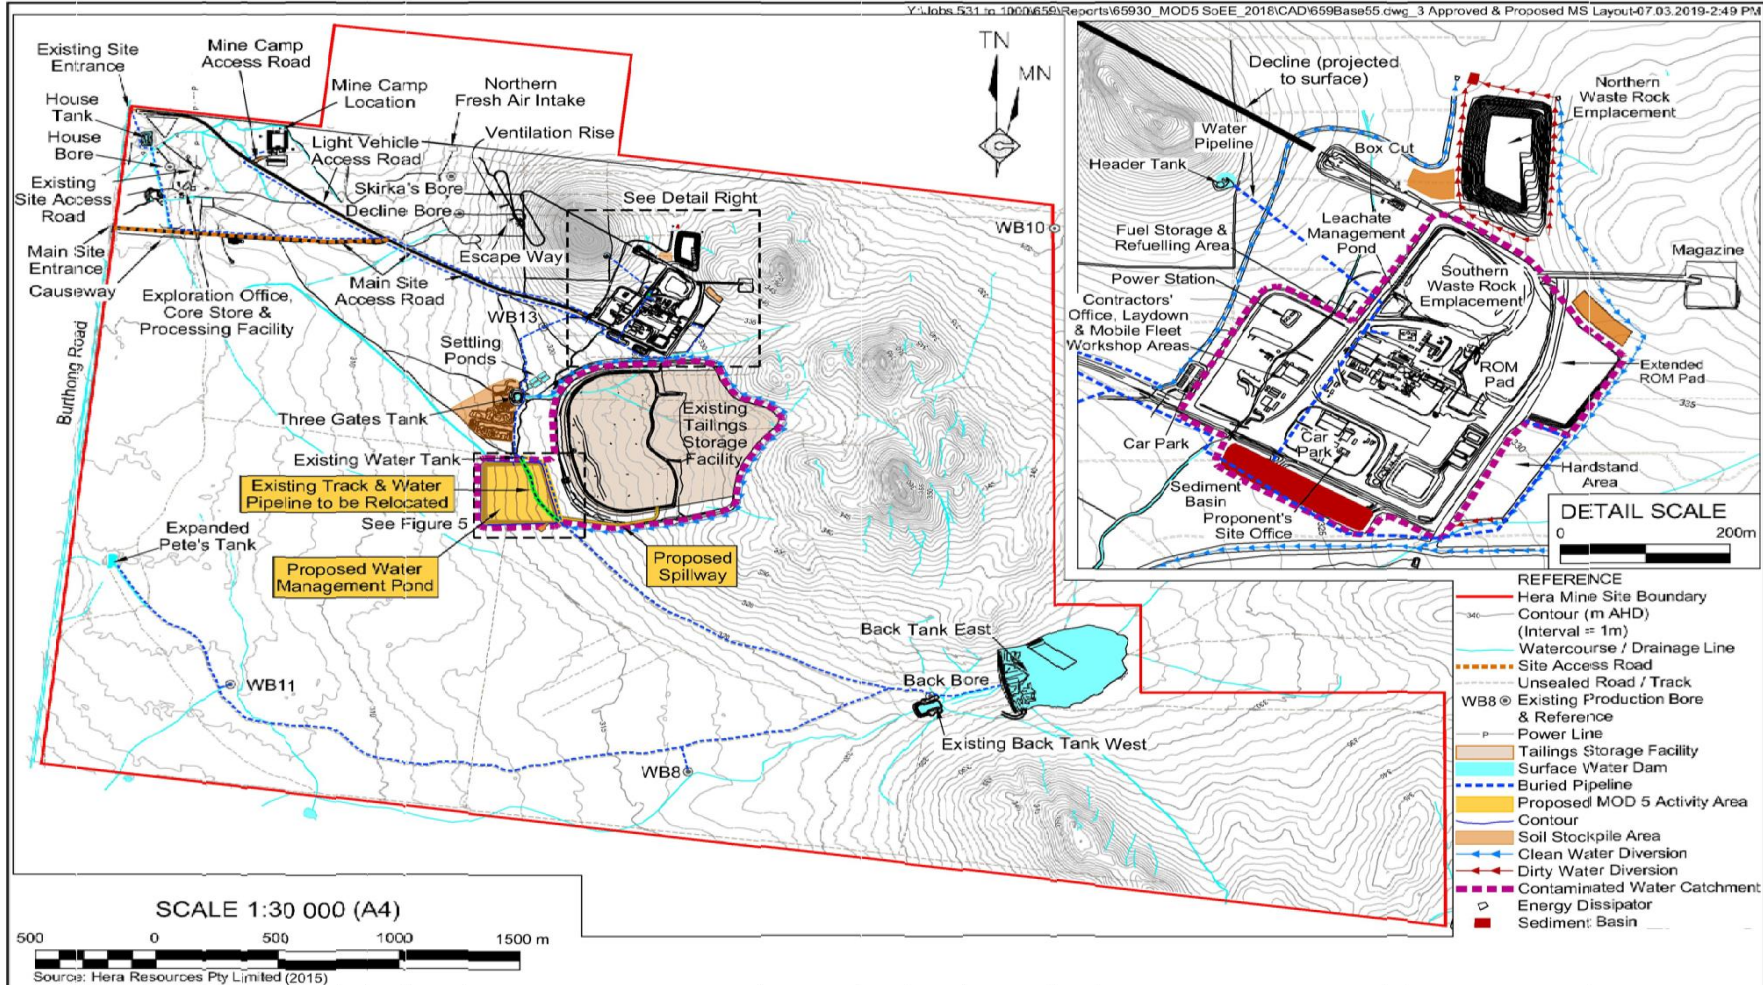 Y:\Jobs 531 to 1000\659\Reports\65930_MOD5 SoEE_2018\CAD\659Base55.dwg_3 Approved & Proposed MS Layout-07.03.2019-2:49 PM
Existing Site
Entrance
House
Tank
House
Bore
Existing
Site Access
Road
Main Site
Entrance
Causeway
Burthong Road
Mine Camp
Access Road
Mine Camp
Location
Northern
Fresh Air Intake
Ventilation Rise
Light Vehicle
Access Road
Skirka's Bore
Decline Bore
Escape Way
See Detail Right
TN
MN
WB10
Exploration Office,
Core Store &
Processing Facility
Main Site
Access Road
WB13
Settling
Ponds
Three Gates Tank
Existing
Tailings
Storage
Facility
Existing Water Tank
Existing Track & Water
Pipeline to be Relocated
See Figure 5
Expanded
Pete's Tank
Proposed Water
Management Pond
Proposed
Spillway
Back Tank East
Back Bore
Existing Back Tank West
WB11
WB8
SCALE 1:30 000 (A4)
500 0 500 1000 1500 m
Source: Hera Resources Pty Limited (2015)
Decline (projected
to surface)
Northern
Waste Rock
Emplacement
Water
Pipeline
Header Tank
Box Cut
Leachate
Management
Pond
Fuel Storage &
Refuelling Area
Power Station
Contractors'
Office, Laydown
& Mobile Fleet
Workshop Areas
Southern
Waste Rock
Emplacement
Magazine
ROM
Pad
Extended
ROM Pad
335
330
Car Park
Car
Park
Sediment
Basin
Proponent's
Site Office
325
Hardstand
Area
DETAIL SCALE
0 200m
REFERENCE
Hera Mine Site Boundary
340 Contour (m AHD)
(Interval = 1m)
Watercourse / Drainage Line
Site Access Road
Unsealed Road / Track
WB8 Existing Production Bore
& Reference
P Power Line
Tailings Storage Facility
Surface Water Dam
Buried Pipeline
Proposed MOD 5 Activity Area
Contour
Soil Stockpile Area
Clean Water Diversion
Dirty Water Diversion
Contaminated Water Catchment
Energy Dissipator
Sediment Basin